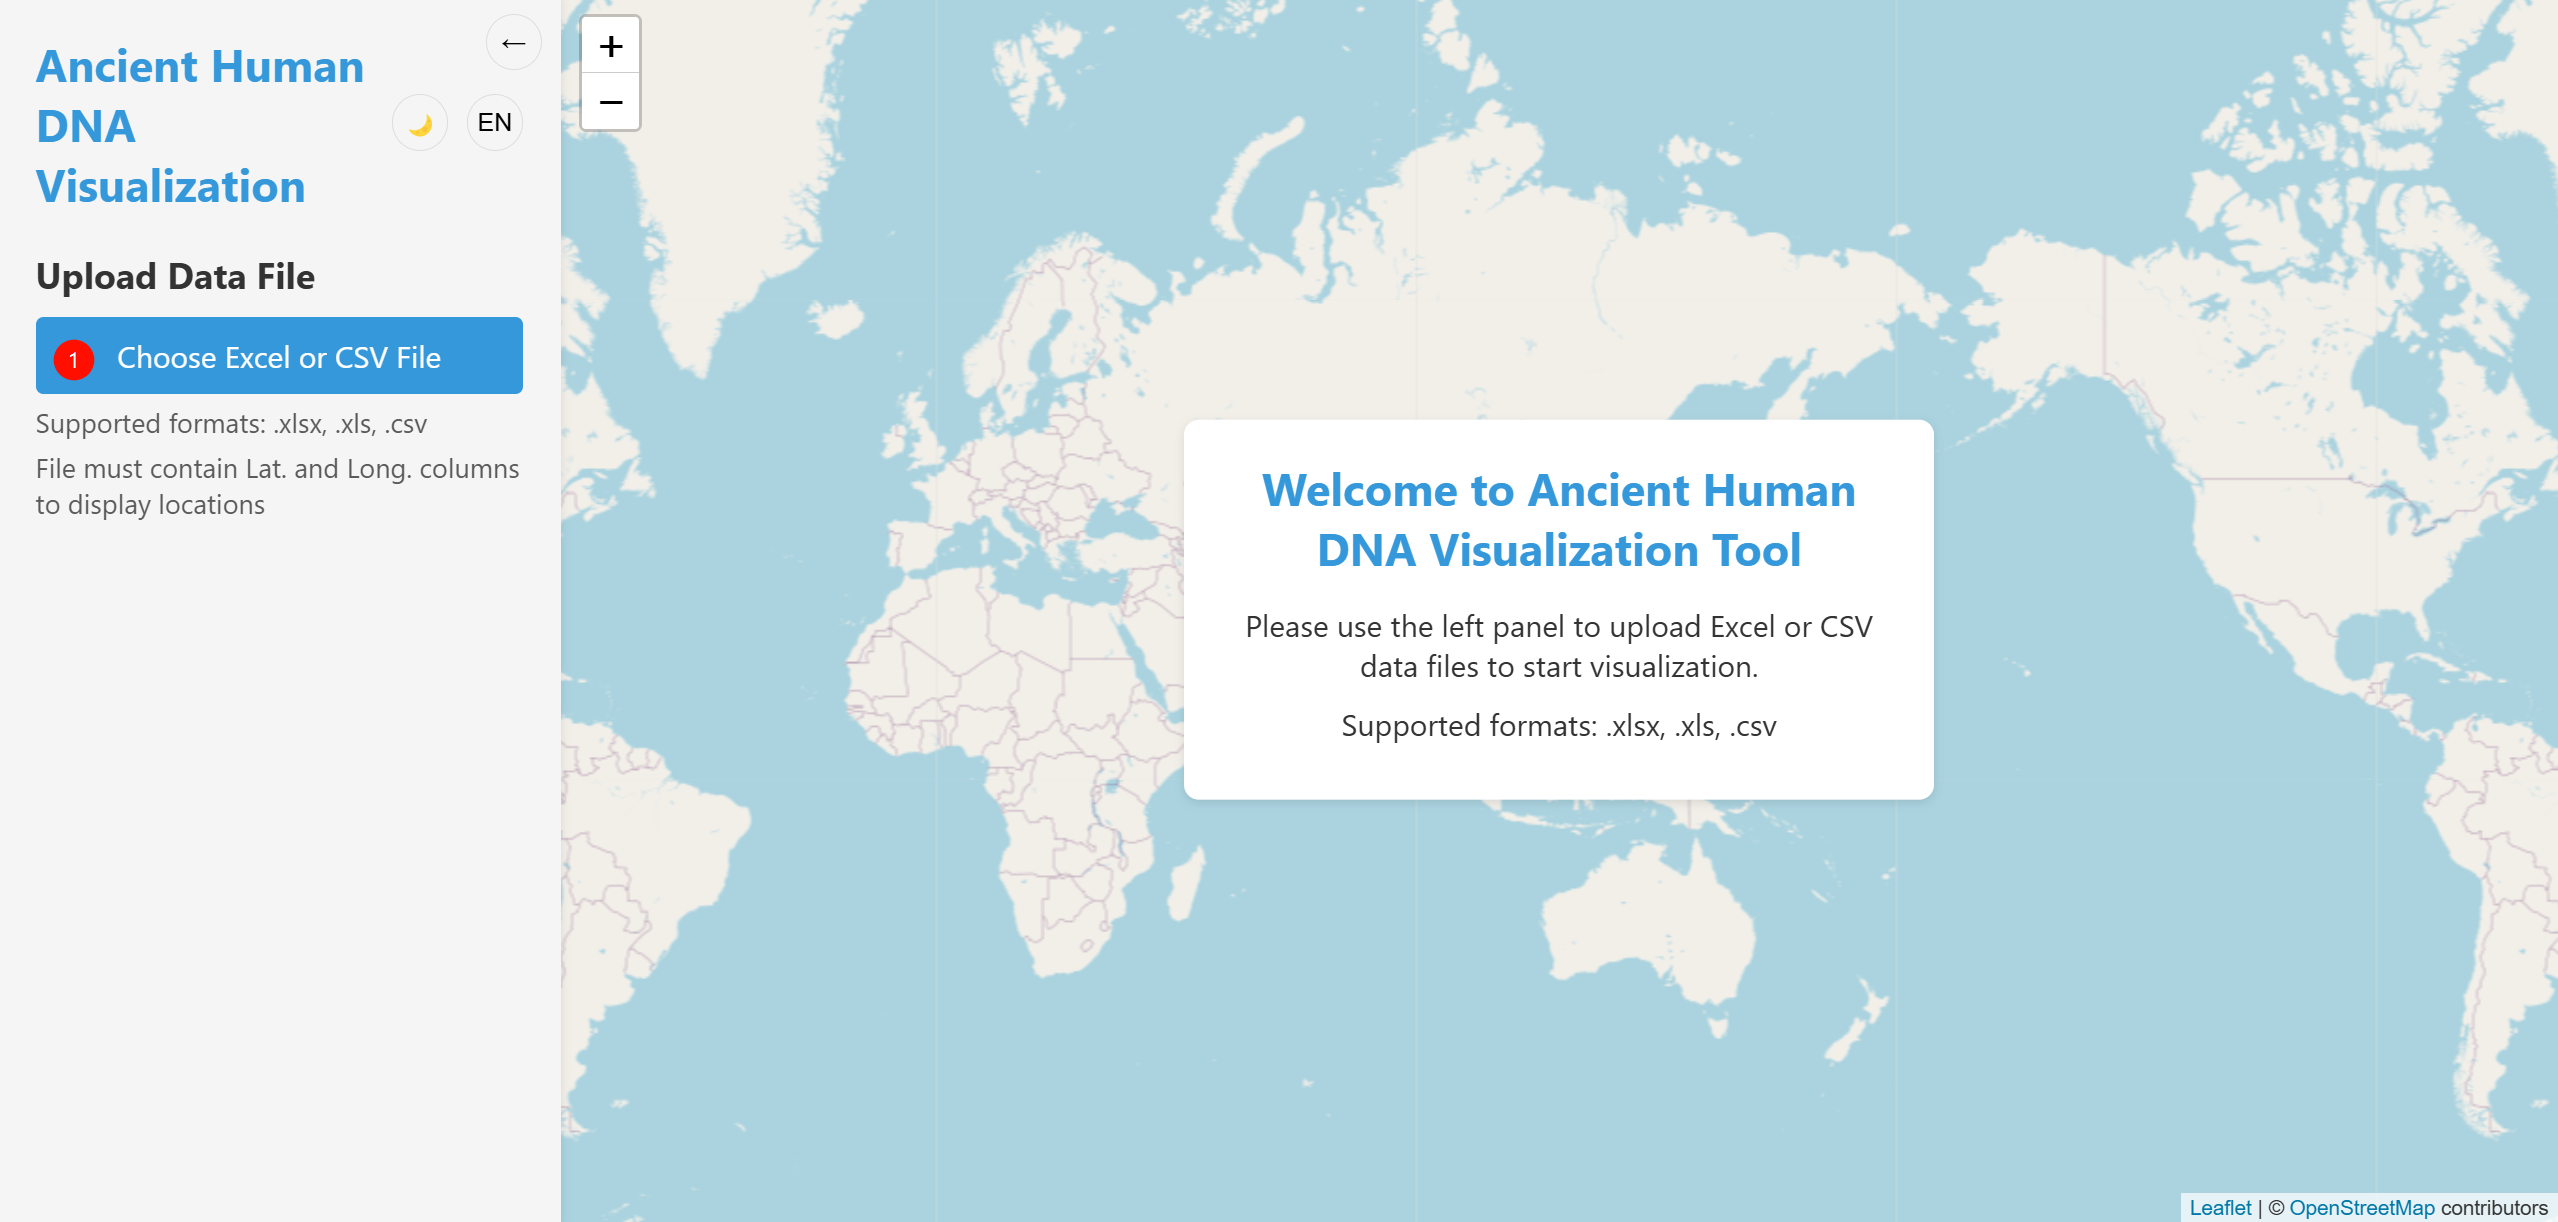 Ancient Human
DNA
Visualization
←
EN
Upload Data File
1 Choose Excel or CSV File
Supported formats: .xlsx, .xls, .csv
File must contain Lat. and Long. columns
to display locations
+
−
Welcome to Ancient Human
DNA Visualization Tool
Please use the left panel to upload Excel or CSV
data files to start visualization.
Supported formats: .xlsx, .xls, .csv
Leaflet | © OpenStreetMap contributors